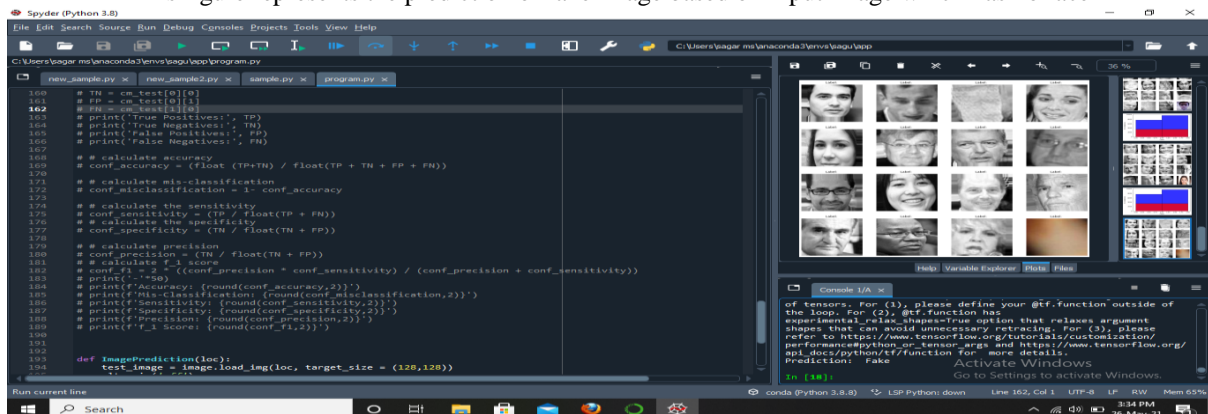 Spyder (Python 3.8)
File Edit Search Source Run Debug Consoles Projects Tools View Help
C:\Users\sagar ms\anaconda3\envs\sagu\app
C:\Users\sagar ms\anaconda3\envs\sagu\app\program.py
new_sample.py × new_sample2.py × sample.py × program.py ×
160 # TN = cm_test[0][0]
161 # FP = cm_test[0][1]
162 # FN = cm_test[1][0]
163 # print('True Positives:', TP)
164 # print('True Negatives:', TN)
165 # print('False Positives:', FP)
166 # print('False Negatives:', FN)
167
168 # # calculate accuracy
169 # conf_accuracy = (float (TP+TN) / float(TP + TN + FP + FN))
170
171 # # calculate mis-classification
172 # conf_misclassification = 1- conf_accuracy
173
174 # # calculate the sensitivity
175 # conf_sensitivity = (TP / float(TP + FN))
176 # # calculate the specificity
177 # conf_specificity = (TN / float(TN + FP))
178
179 # # calculate precision
180 # conf_precision = (TN / float(TN + FP))
181 # # calculate f_1 score
182 # conf_f1 = 2 * ((conf_precision * conf_sensitivity) / (conf_precision + conf_sensitivity))
183 # print('-'*50)
184 # print(f'Accuracy: {round(conf_accuracy,2)}')
185 # print(f'Mis-Classification: {round(conf_misclassification,2)}')
186 # print(f'Sensitivity: {round(conf_sensitivity,2)}')
187 # print(f'Specificity: {round(conf_specificity,2)}')
188 # print(f'Precision: {round(conf_precision,2)}')
189 # print(f'f_1 Score: {round(conf_f1,2)}')
190
191
192
193 def ImagePrediction(loc):
194 test_image = image.load_img(loc, target_size = (128,128))
36 %
Help Variable Explorer Plots Files
Console 1/A ×
of tensors. For (1), please define your @tf.function outside of
the loop. For (2), @tf.function has
experimental_relax_shapes=True option that relaxes argument
shapes that can avoid unnecessary retracing. For (3), please
refer to https://www.tensorflow.org/tutorials/customization/
performance#python_or_tensor_args and https://www.tensorflow.org/
api_docs/python/tf/function for more details.
Prediction: Fake
In [18]:
Activate Windows
Go to Settings to activate Windows.
Run current line
conda (Python 3.8.8) LSP Python: down Line 162, Col 1 UTF-8 LF RW Mem 65%
Search
3:34 PM